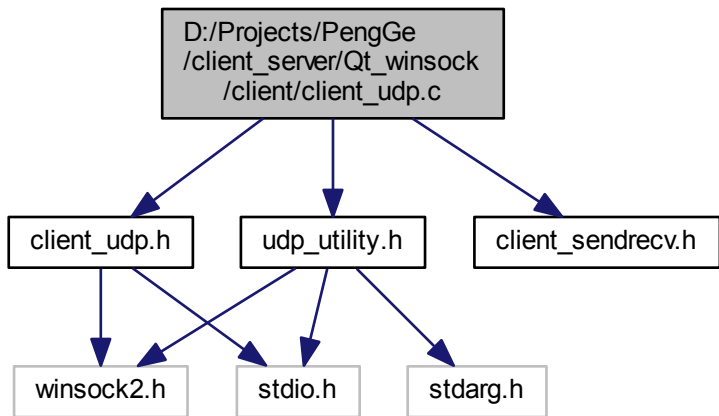 D:/Projects/PengGe
/client_server/Qt_winsock
/client/client_udp.c
client_udp.h
udp_utility.h
client_sendrecv.h
winsock2.h
stdio.h
stdarg.h